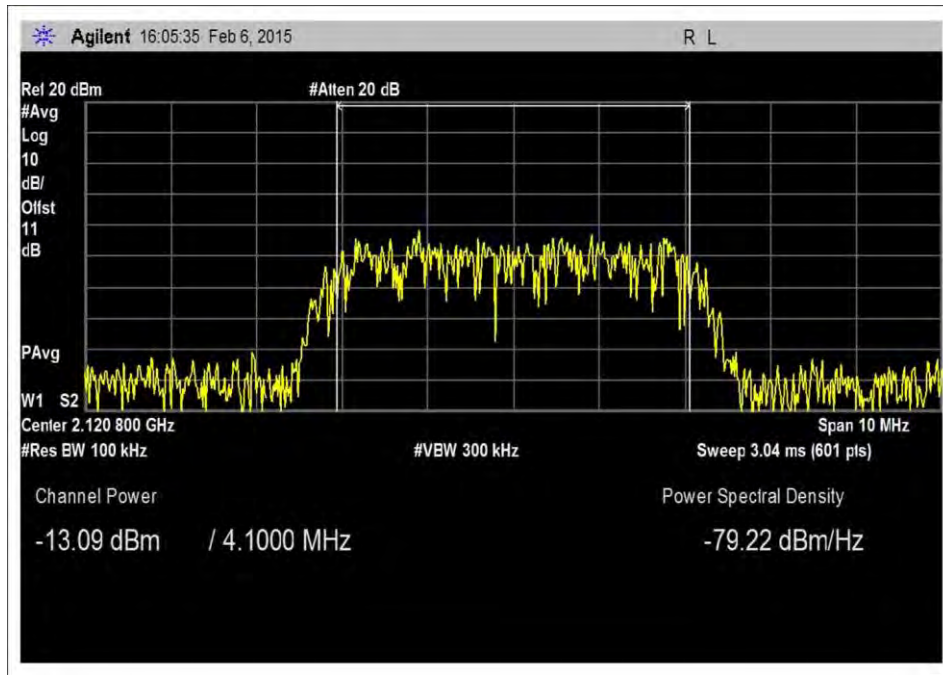 Agilent 16:05:35 Feb 6, 2015 R L
Ref 20 dBm #Atten 20 dB
#Avg
Log
10
dB/
Offst
11
dB
PAvg
W1 S2
Center 2.120 800 GHz Span 10 MHz
#Res BW 100 kHz #VBW 300 kHz Sweep 3.04 ms (601 pts)
Channel Power Power Spectral Density
-13.09 dBm / 4.1000 MHz -79.22 dBm/Hz